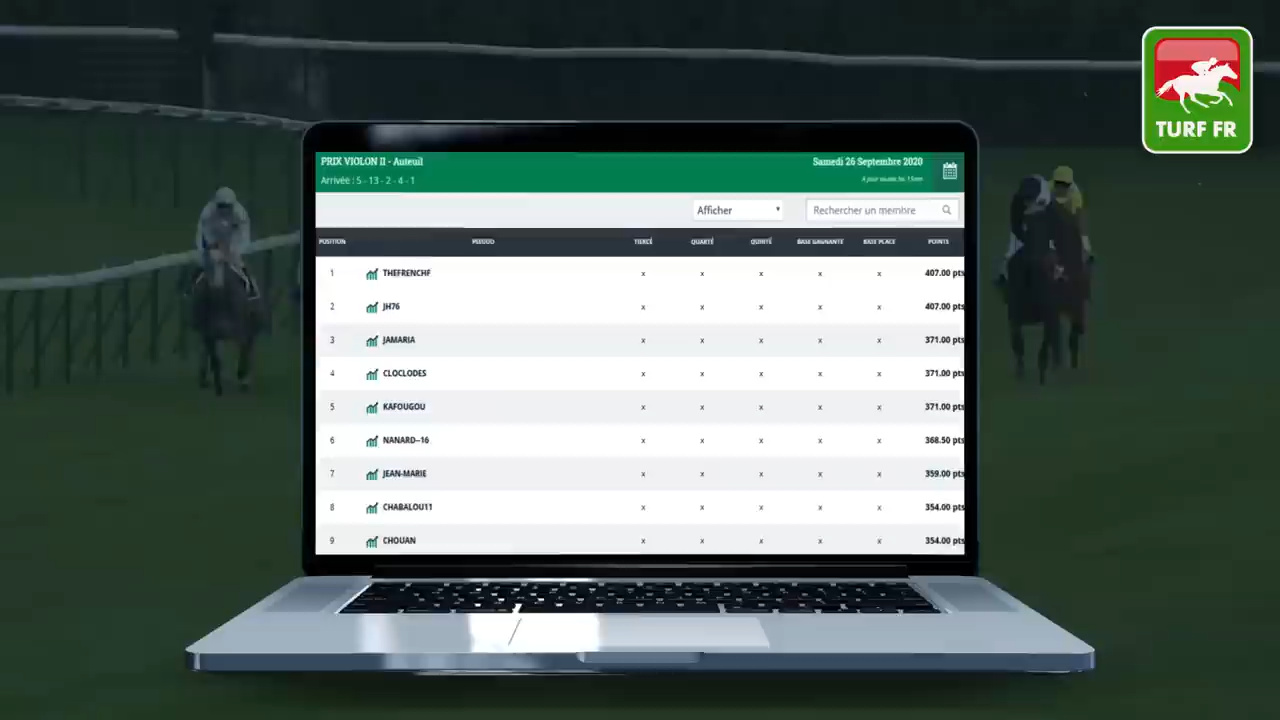 TURF FR
PRIX VIOLON II - Auteuil
Samedi 26 Septembre 2020
Arrivée : 5 - 13 - 2 - 4 - 1
Afficher
Rechercher un membre
POSITION PSEUDO TIERCÉ QUARTÉ QUINTÉ BASE GAGNANTE BASE PLACE POINTS
1 THEFRENCHF x x x x x 407.00 pts
2 JH76 x x x x x 407.00 pts
3 JAMARIA x x x x x 371.00 pts
4 CLOCLODES x x x x x 371.00 pts
5 KAFOUGOU x x x x x 371.00 pts
6 NANARD--16 x x x x x 368.50 pts
7 JEAN-MARIE x x x x x 359.00 pts
8 CHABALOU11 x x x x x 354.00 pts
9 CHOUAN x x x x x 354.00 pts